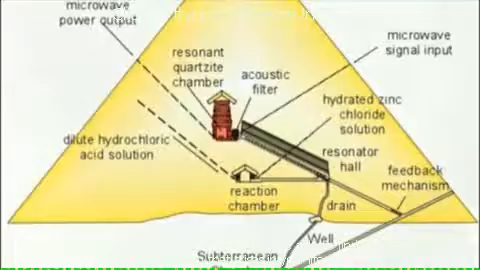 microwave
power output
microwave
signal input
resonant
quartzite
chamber
acoustic
filter
hydrated zinc
chloride
solution
dilute hydrochloric
acid solution
resonator
hall
feedback
mechanism
reaction
chamber
drain
Well
Subterranean